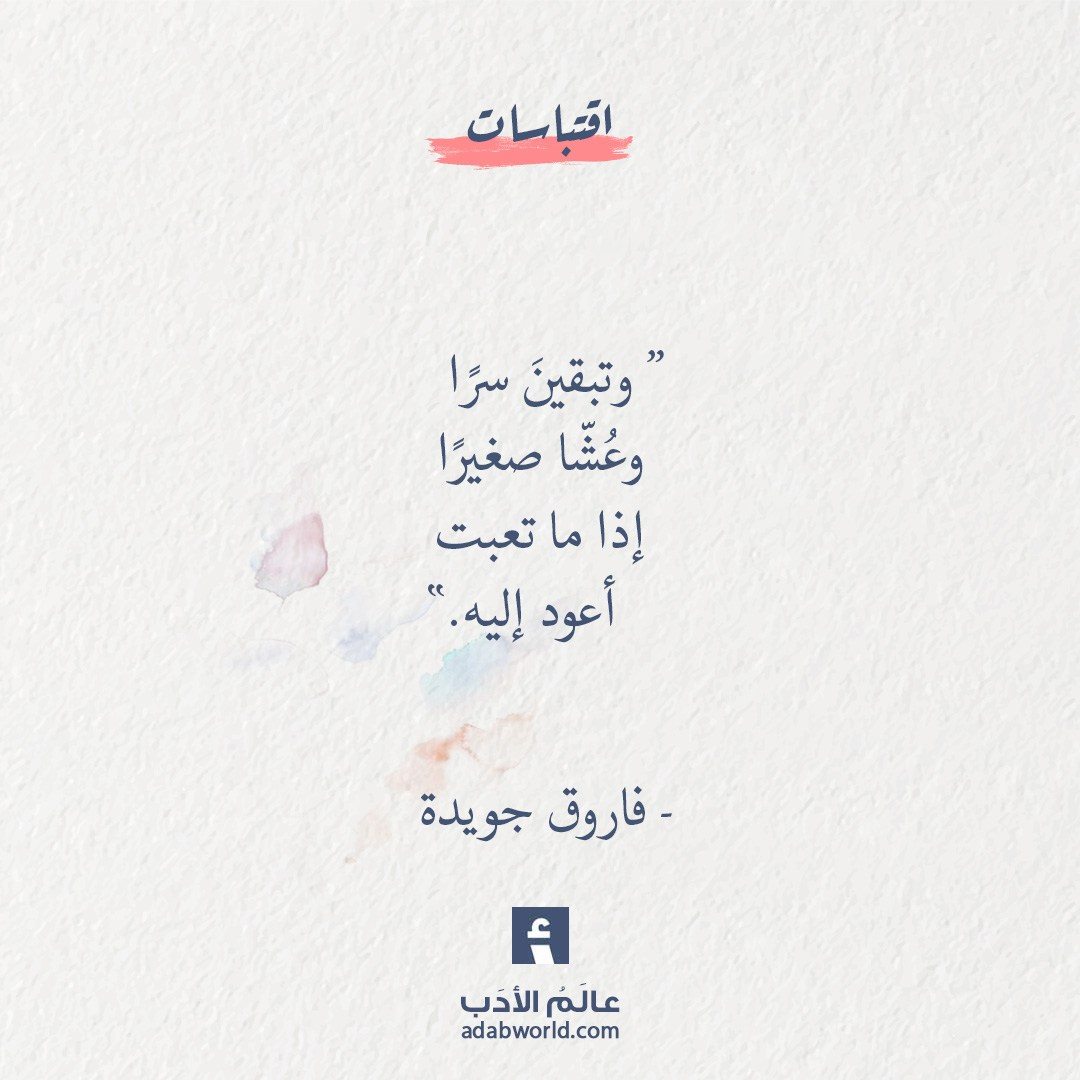 اقتباسات
” وتبقينَ سرًا
وعُشّا صغيرًا
إذا ما تعبت
أعود إليه.“
- فاروق جويدة
أ
عالَمُ الأدَب
adabworld.com